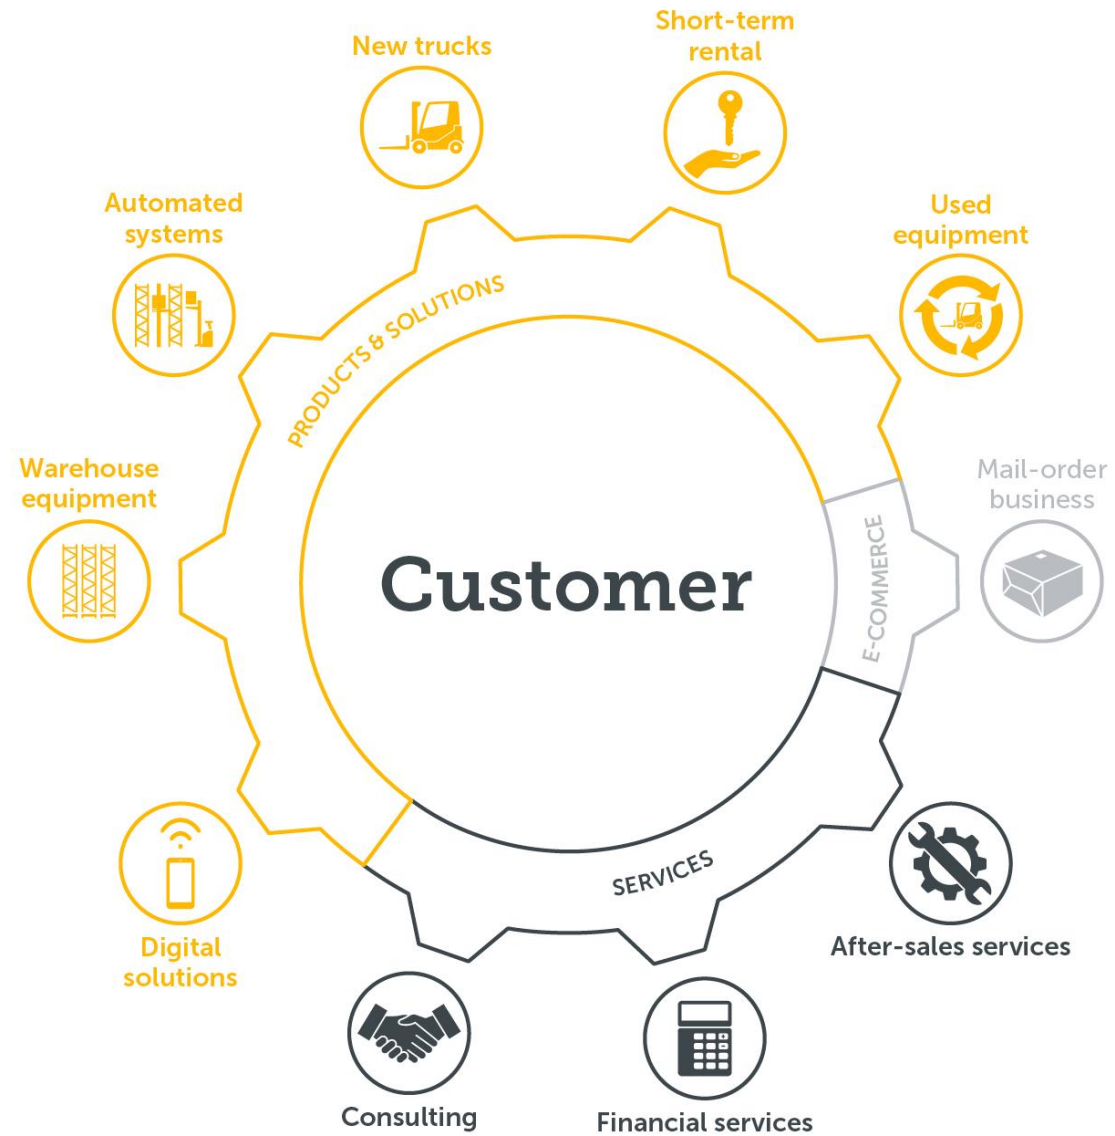 Short-term
rental
New trucks
Automated
systems
Used
equipment
PRODUCTS & SOLUTIONS
Warehouse
equipment
Mail-order
business
E-COMMERCE
Customer
SERVICES
Digital
solutions
After-sales services
Consulting
Financial services